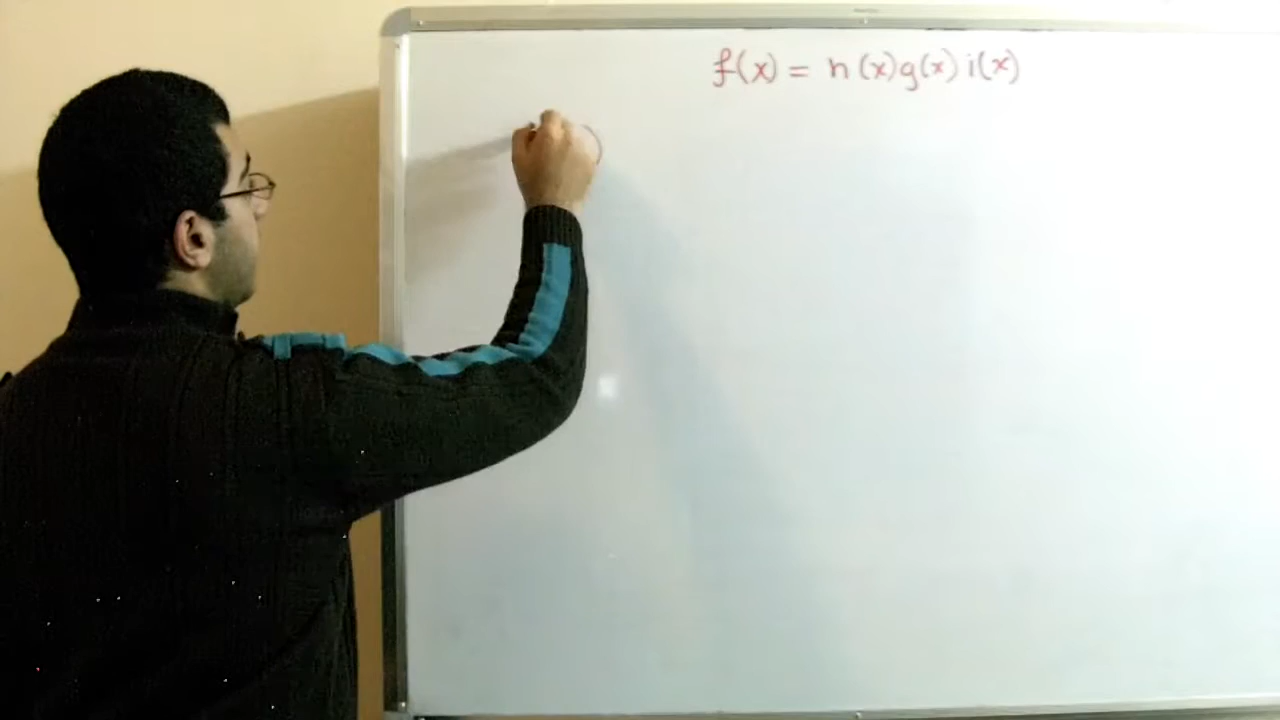 f(x) = h(x)g(x) i(x)